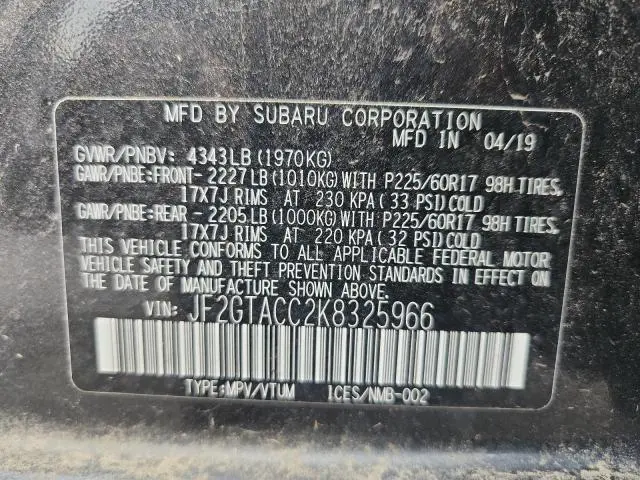 MFD BY SUBARU CORPORATION
MFD IN 04/19
GVWR/PNBV: 4343LB(1970KG)
GAWR/PNBE:FRONT- 2227LB(1010KG)WITH P225/60R17 98H TIRES,
17X7J RIMS AT 230 KPA(33 PSI)COLD
GAWR/PNBE:REAR - 2205LB(1000KG)WITH P225/60R17 98H TIRES,
17X7J RIMS AT 220 KPA(32 PSI)COLD
THIS VEHICLE CONFORMS TO ALL APPLICABLE FEDERAL MOTOR
VEHICLE SAFETY AND THEFT PREVENTION STANDARDS IN EFFECT ON
THE DATE OF MANUFACTURE SHOWN ABOVE.
VIN: JF2GTACC2K8325966
TYPE:MPV/VTUM ICES/NMB-002